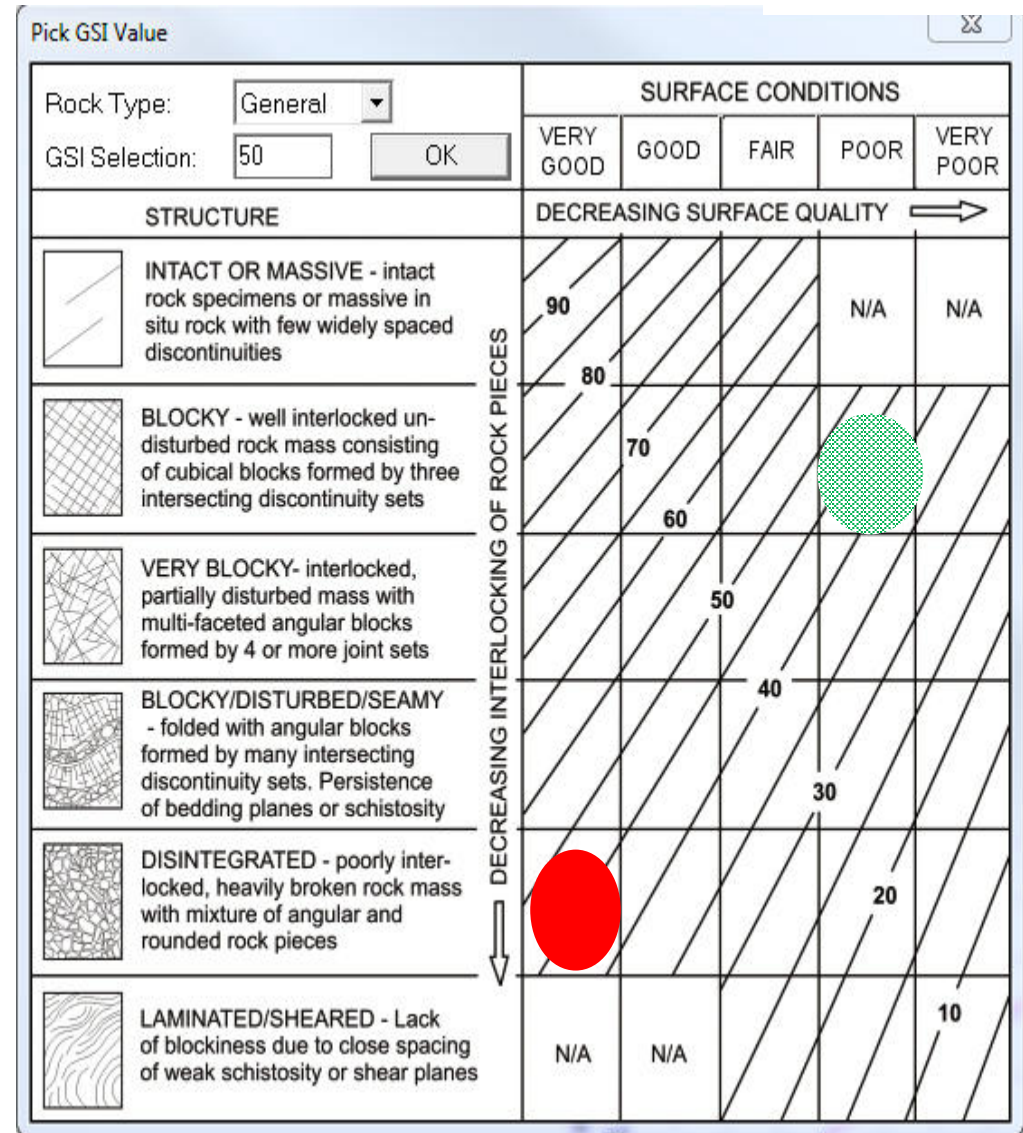 Pick GSI Value
Rock Type: General
GSI Selection: 50 OK
SURFACE CONDITIONS
VERY GOOD
GOOD
FAIR
POOR
VERY POOR
STRUCTURE
DECREASING SURFACE QUALITY
DECREASING INTERLOCKING OF ROCK PIECES
INTACT OR MASSIVE - intact
rock specimens or massive in
situ rock with few widely spaced
discontinuities
90
80
N/A
N/A
BLOCKY - well interlocked un-
disturbed rock mass consisting
of cubical blocks formed by three
intersecting discontinuity sets
70
60
VERY BLOCKY- interlocked,
partially disturbed mass with
multi-faceted angular blocks
formed by 4 or more joint sets
50
BLOCKY/DISTURBED/SEAMY
- folded with angular blocks
formed by many intersecting
discontinuity sets. Persistence
of bedding planes or schistosity
40
30
DISINTEGRATED - poorly inter-
locked, heavily broken rock mass
with mixture of angular and
rounded rock pieces
20
LAMINATED/SHEARED - Lack
of blockiness due to close spacing
of weak schistosity or shear planes
N/A
N/A
10